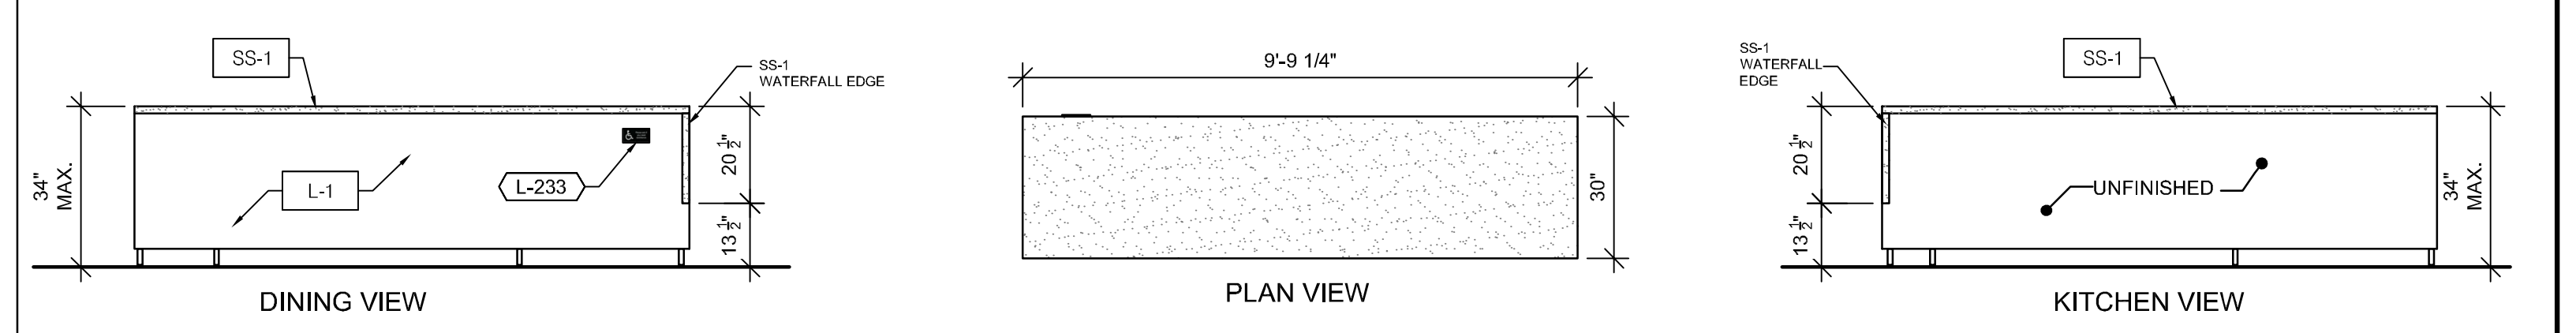 SS-1
SS-1
WATERFALL EDGE
34"
MAX.
L-1
L-233
20 1/2"
13 1/2"
DINING VIEW
9'-9 1/4"
30"
PLAN VIEW
SS-1
WATERFALL
EDGE
SS-1
20 1/2"
13 1/2"
UNFINISHED
34"
MAX.
KITCHEN VIEW